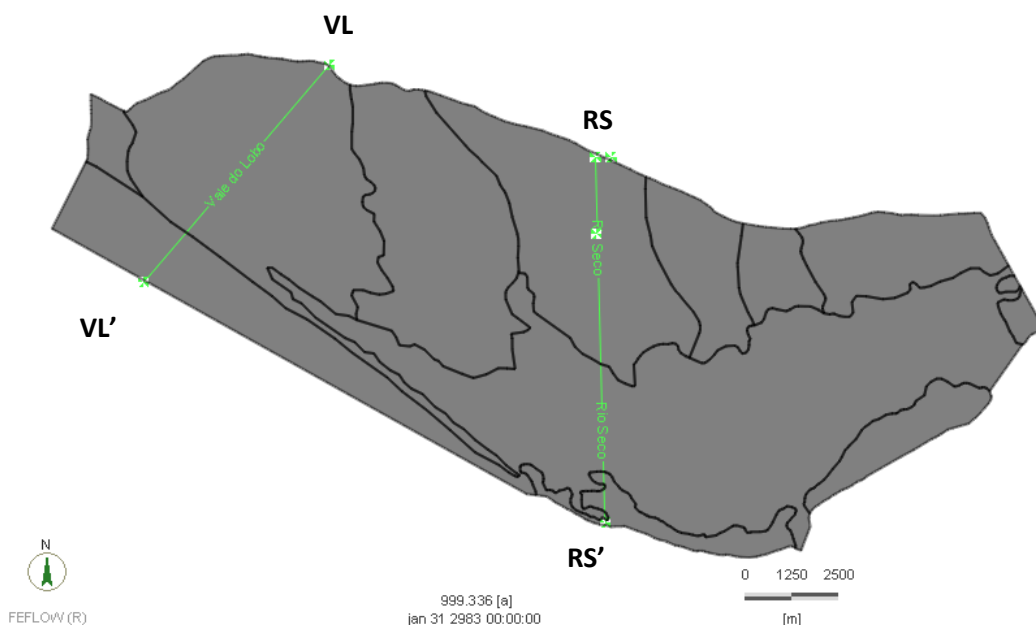 VL
RS
Vale do Lobo
Rio Seco
VL'
Rio Seco
RS'
N
0 1250 2500
[m]
FEFLOW (R)
999.336 [a]
jan 31 2983 00:00:00